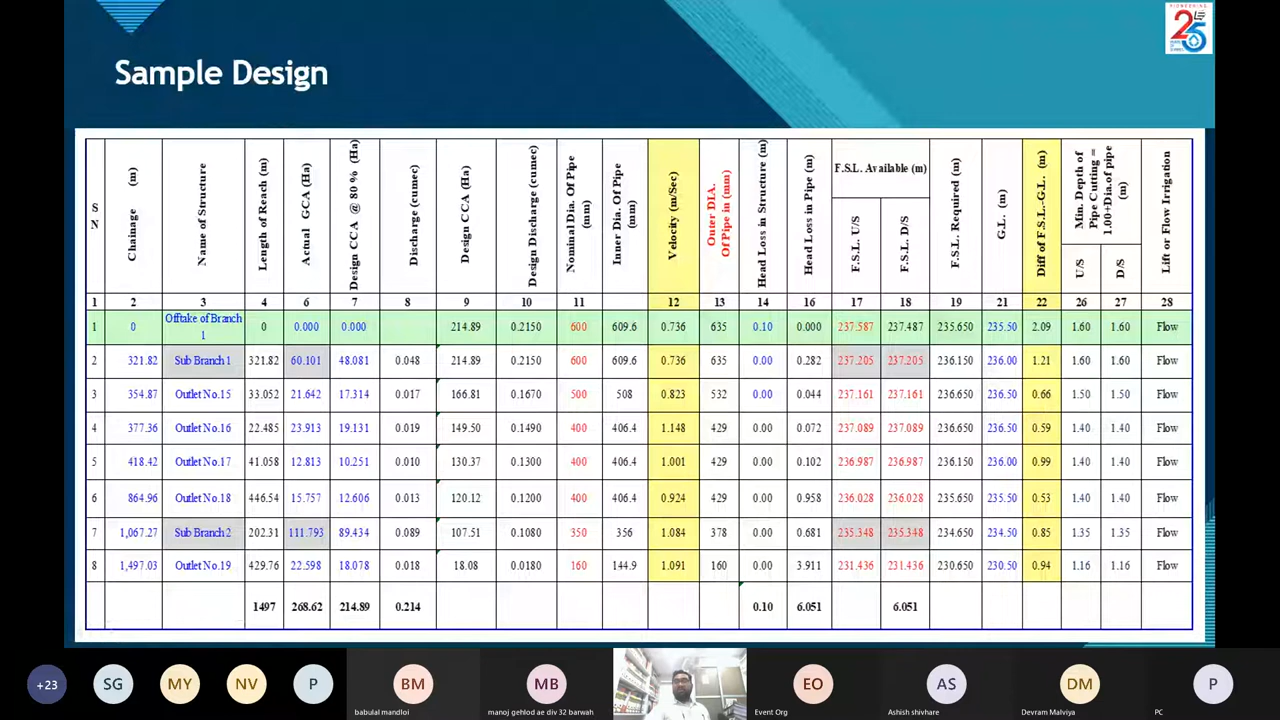 PIONEERING
25
Sample Design
S N | Chainage (m) | Name of Structure | Length of Reach (m) | Actual GCA (Ha) | Design CCA @ 80 % (Ha) | Discharge (cumec) | Design CCA (Ha) | Design Discharge (cumec) | Nominal Dia. Of Pipe (mm) | Inner Dia. Of Pipe (mm) | Velocity (m/Sec) | Outer DIA. Of Pipe in (mm) | Head Loss in Structure (m) | Head Loss in Pipe (m) | F.S.L. Available (m) | F.S.L. Required (m) | G.L. (m) | Diff of F.S.L.-G.L. (m) | Min. Depth of Pipe Cutting = 1.00+Dia.of pipe (m) | Lift or Flow Irrigation
F.S.L. U/S | F.S.L. D/S | U/S | D/S
1 | 2 | 3 | 4 | 6 | 7 | 8 | 9 | 10 | 11 | 12 | 13 | 14 | 16 | 17 | 18 | 19 | 21 | 22 | 26 | 27 | 28
1 | 0 | Offtake of Branch 1 | 0 | 0.000 | 0.000 | 214.89 | 0.2150 | 600 | 609.6 | 0.736 | 635 | 0.10 | 0.000 | 237.587 | 237.487 | 235.650 | 235.50 | 2.09 | 1.60 | 1.60 | Flow
2 | 321.82 | Sub Branch 1 | 321.82 | 60.101 | 48.081 | 0.048 | 214.89 | 0.2150 | 600 | 609.6 | 0.736 | 635 | 0.00 | 0.282 | 237.205 | 237.205 | 236.150 | 236.00 | 1.21 | 1.60 | 1.60 | Flow
3 | 354.87 | Outlet No.15 | 33.052 | 21.642 | 17.314 | 0.017 | 166.81 | 0.1670 | 500 | 508 | 0.823 | 532 | 0.00 | 0.044 | 237.161 | 237.161 | 236.650 | 236.50 | 0.66 | 1.50 | 1.50 | Flow
4 | 377.36 | Outlet No.16 | 22.485 | 23.913 | 19.131 | 0.019 | 149.50 | 0.1490 | 400 | 406.4 | 1.148 | 429 | 0.00 | 0.072 | 237.089 | 237.089 | 236.650 | 236.50 | 0.59 | 1.40 | 1.40 | Flow
5 | 418.42 | Outlet No.17 | 41.058 | 12.813 | 10.251 | 0.010 | 130.37 | 0.1300 | 400 | 406.4 | 1.001 | 429 | 0.00 | 0.102 | 236.987 | 236.987 | 236.150 | 236.00 | 0.99 | 1.40 | 1.40 | Flow
6 | 864.96 | Outlet No.18 | 446.54 | 15.757 | 12.606 | 0.013 | 120.12 | 0.1200 | 400 | 406.4 | 0.924 | 429 | 0.00 | 0.958 | 236.028 | 236.028 | 235.650 | 235.50 | 0.53 | 1.40 | 1.40 | Flow
7 | 1,067.27 | Sub Branch 2 | 202.31 | 111.793 | 89.434 | 0.089 | 107.51 | 0.1080 | 350 | 356 | 1.084 | 378 | 0.00 | 0.681 | 235.348 | 235.348 | 234.650 | 234.50 | 0.85 | 1.35 | 1.35 | Flow
8 | 1,497.03 | Outlet No.19 | 429.76 | 22.598 | 18.078 | 0.018 | 18.08 | 0.0180 | 160 | 144.9 | 1.091 | 160 | 0.00 | 3.911 | 231.436 | 231.436 | 230.650 | 230.50 | 0.94 | 1.16 | 1.16 | Flow
1497 | 268.62 | 214.89 | 0.214 | 0.10 | 6.051 | 6.051
+23 SG MY NV P BM MB EO AS DM P
babulal mandloi manoj gehlod ae div 32 barwah Event Org Ashish shivhare Devram Malviya PC